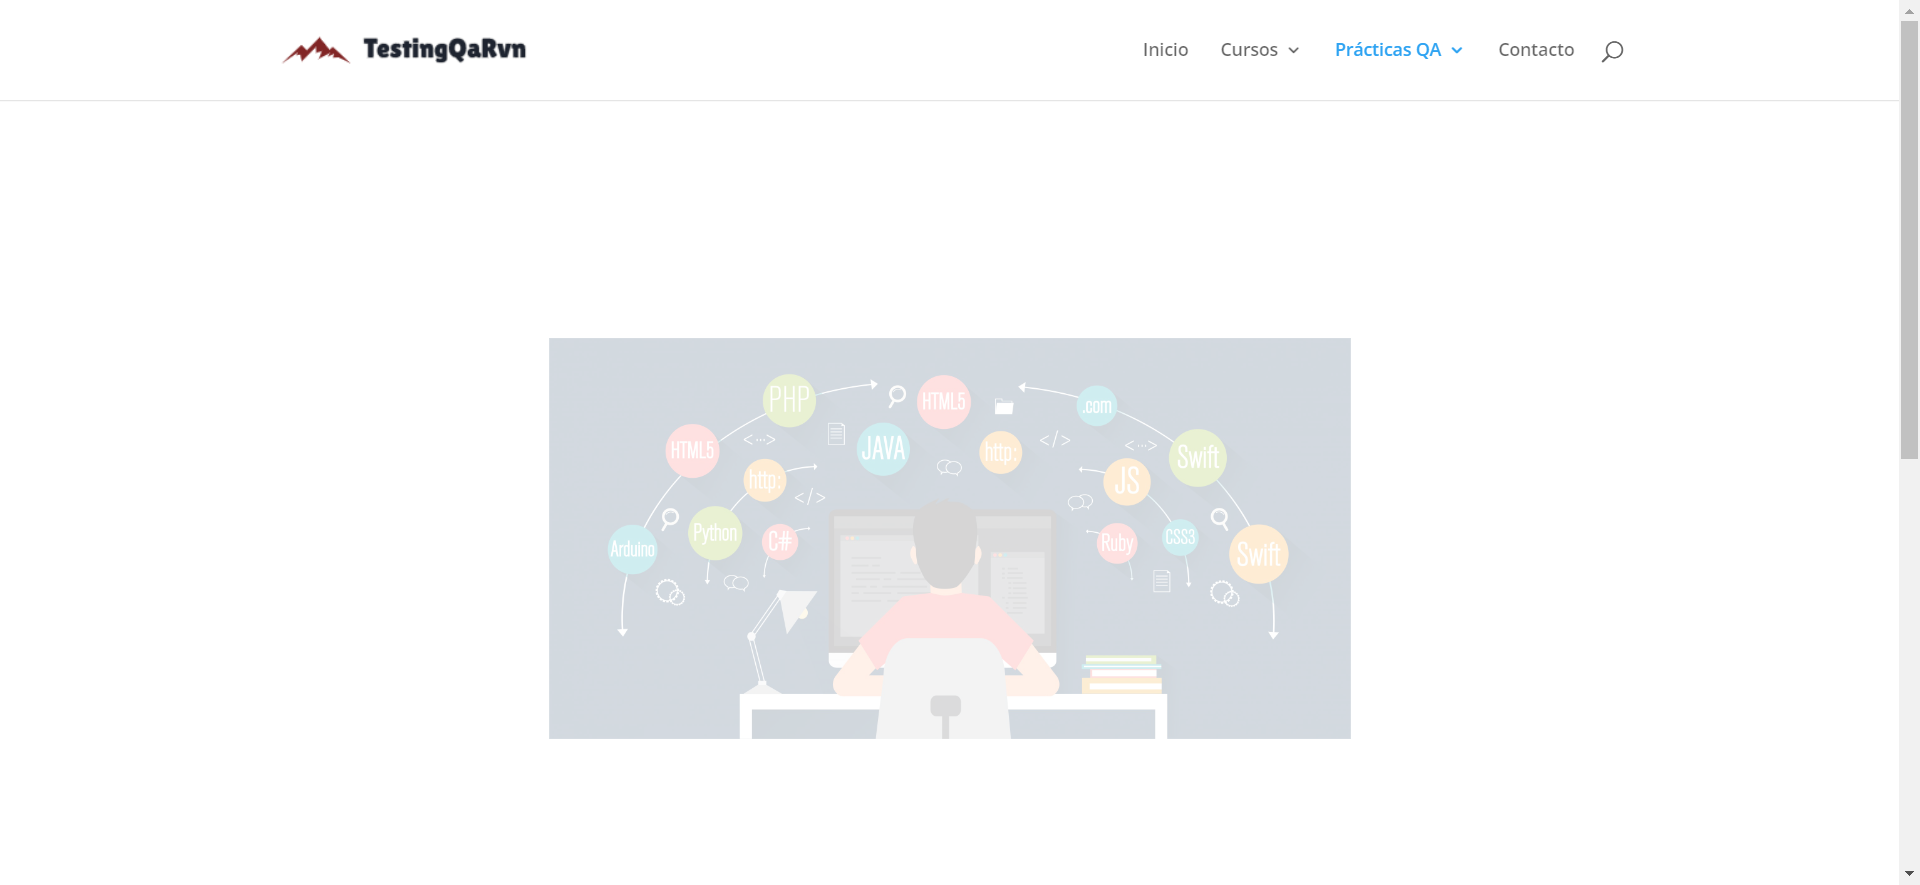 TestingQaRvn
Inicio Cursos Prácticas QA Contacto
PHP HTML5 .com
HTML5 JAVA http: Swift
http: JS
Arduino Python C# Ruby CSS3 Swift